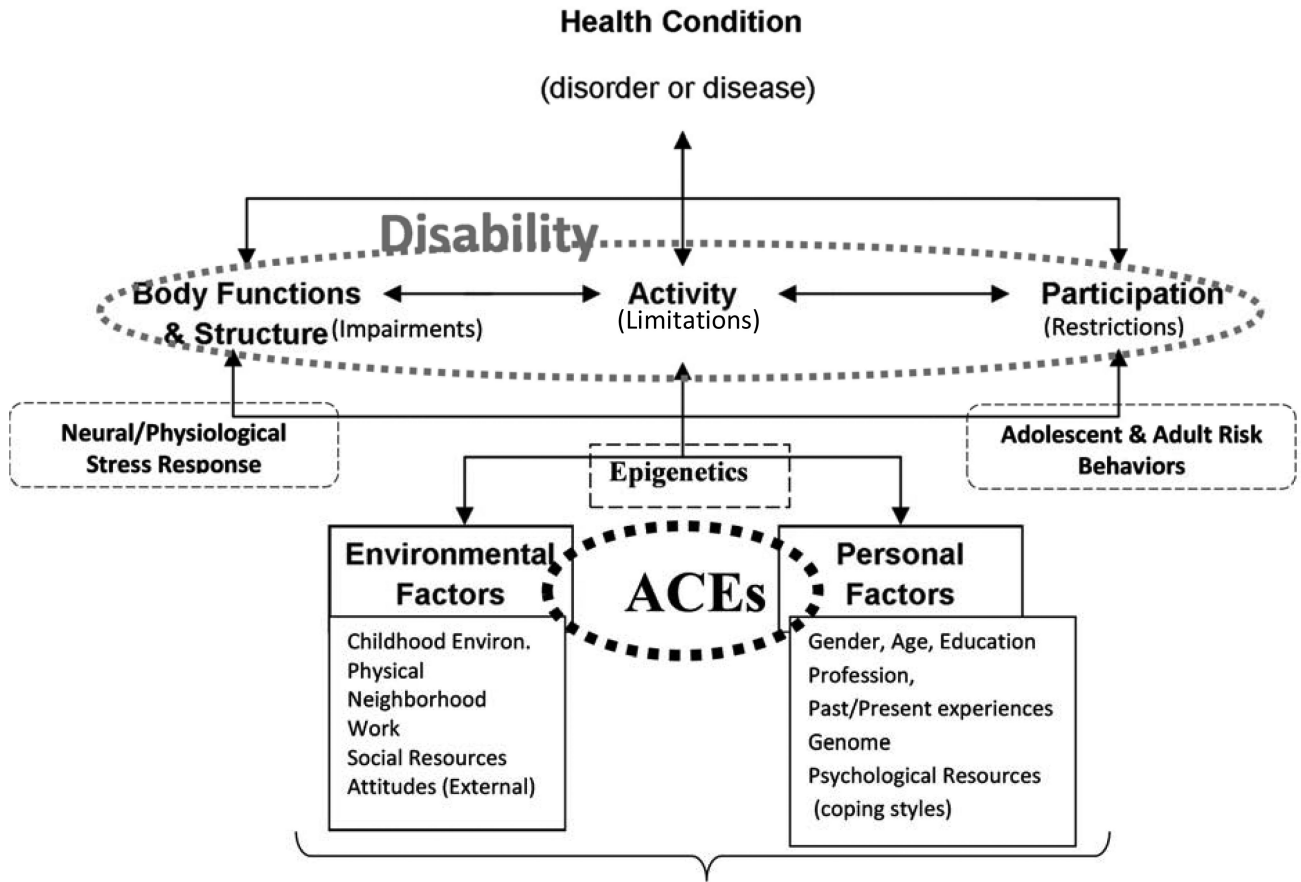 Health Condition
(disorder or disease)
Disability
Body Functions
& Structure (Impairments)
Activity
(Limitations)
Participation
(Restrictions)
Neural/Physiological
Stress Response
Adolescent & Adult Risk
Behaviors
Epigenetics
Environmental
Factors
ACEs
Personal
Factors
Childhood Environ.
Physical
Neighborhood
Work
Social Resources
Attitudes (External)
Gender, Age, Education
Profession,
Past/Present experiences
Genome
Psychological Resources
(coping styles)